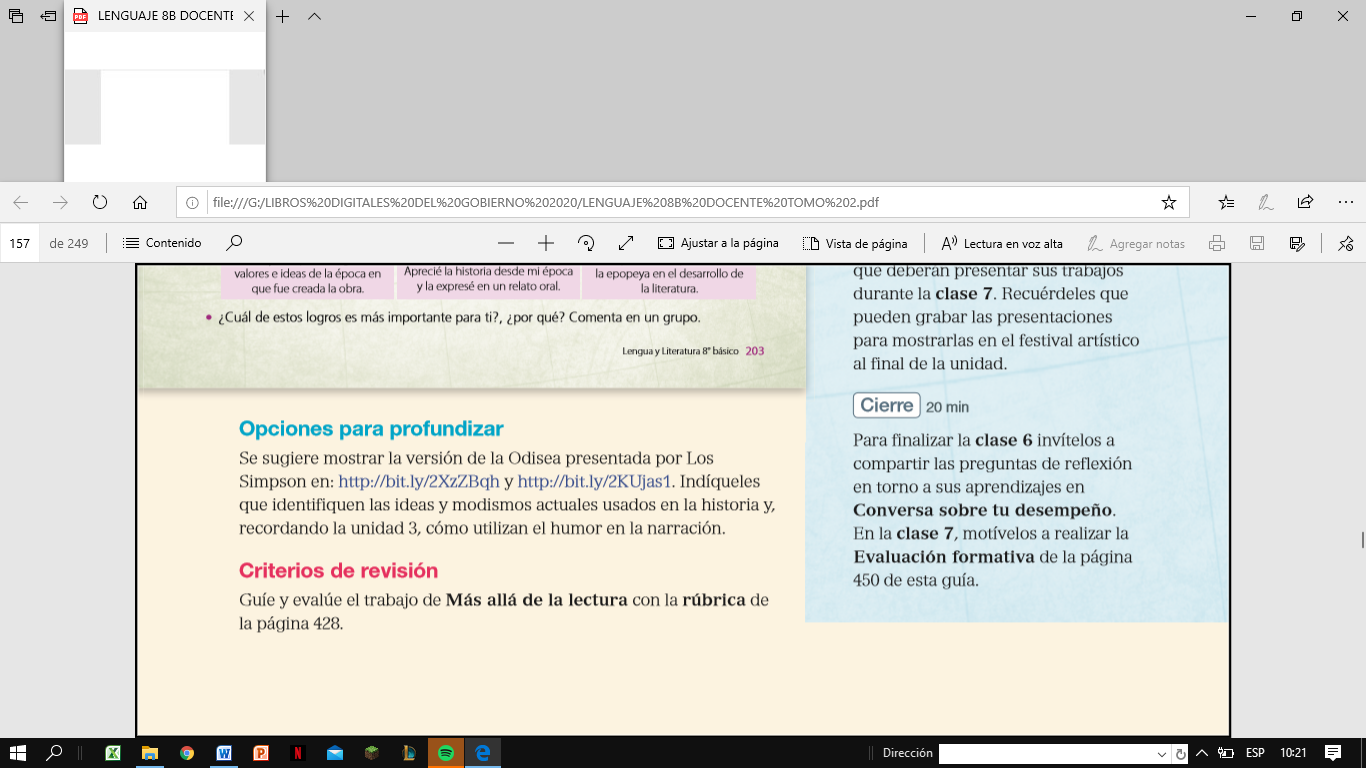 LENGUAJE 8B DOCENTE
file:///G:/LIBROS%20DIGITALES%20DEL%20GOBIERNO%202020/LENGUAJE%208B%20DOCENTE%20TOMO%202.pdf
157 de 249 Contenido Ajustar a la página Vista de página Lectura en voz alta Agregar notas
valores e ideas de la época en
que fue creada la obra.
Aprecié la historia desde mi época
y la expresé en un relato oral.
la epopeya en el desarrollo de
la literatura.
• ¿Cuál de estos logros es más importante para ti?, ¿por qué? Comenta en un grupo.
Lengua y Literatura 8° básico 203
Opciones para profundizar
Se sugiere mostrar la versión de la Odisea presentada por Los
Simpson en: http://bit.ly/2XzZBqh y http://bit.ly/2KUjas1. Indíqueles
que identifiquen las ideas y modismos actuales usados en la historia y,
recordando la unidad 3, cómo utilizan el humor en la narración.
Criterios de revisión
Guíe y evalúe el trabajo de Más allá de la lectura con la rúbrica de
la página 428.
que deberán presentar sus trabajos
durante la clase 7. Recuérdeles que
pueden grabar las presentaciones
para mostrarlas en el festival artístico
al final de la unidad.
Cierre 20 min
Para finalizar la clase 6 invítelos a
compartir las preguntas de reflexión
en torno a sus aprendizajes en
Conversa sobre tu desempeño.
En la clase 7, motívelos a realizar la
Evaluación formativa de la página
450 de esta guía.
Dirección ESP 10:21